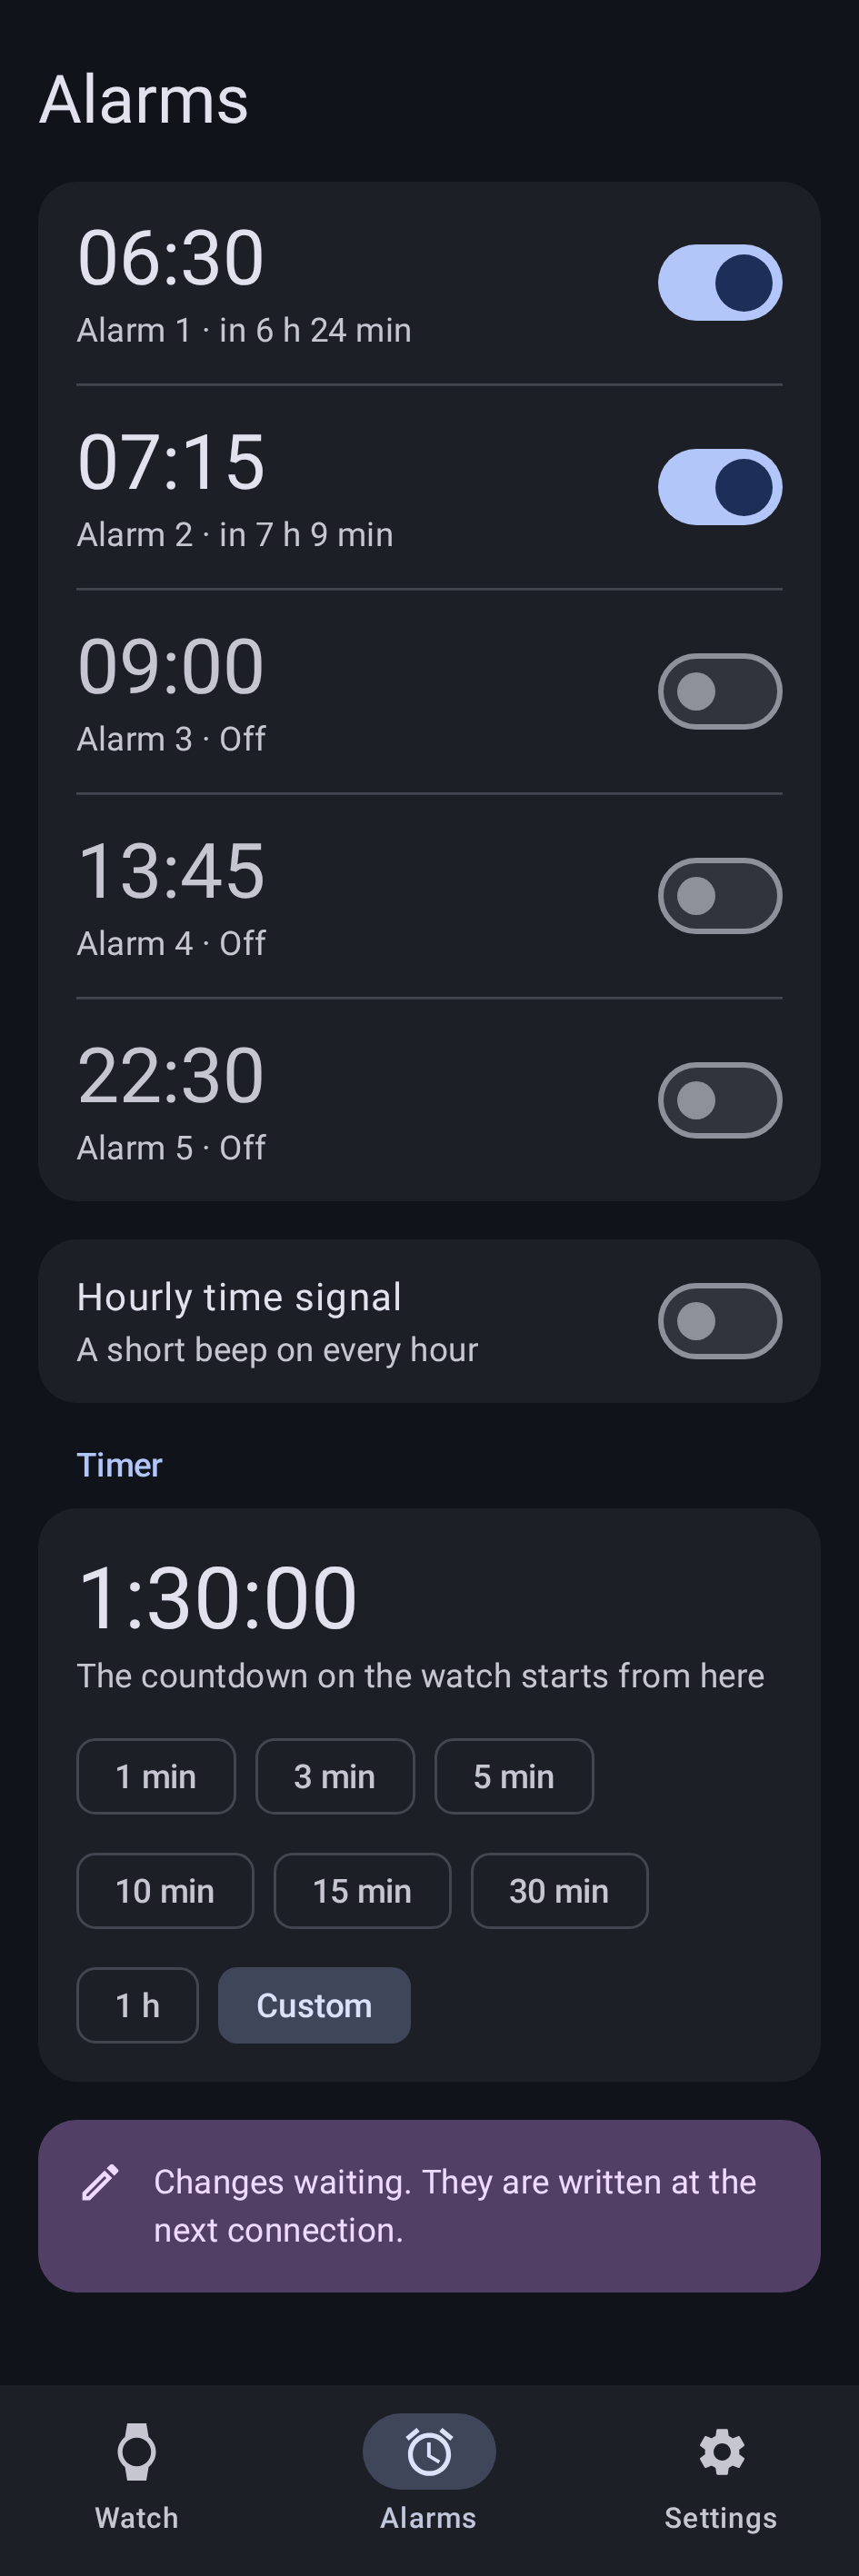 Alarms
06:30
Alarm 1 · in 6 h 24 min
07:15
Alarm 2 · in 7 h 9 min
09:00
Alarm 3 · Off
13:45
Alarm 4 · Off
22:30
Alarm 5 · Off
Hourly time signal
A short beep on every hour
Timer
1:30:00
The countdown on the watch starts from here
1 min
3 min
5 min
10 min
15 min
30 min
1 h
Custom
Changes waiting. They are written at the
next connection.
Watch
Alarms
Settings